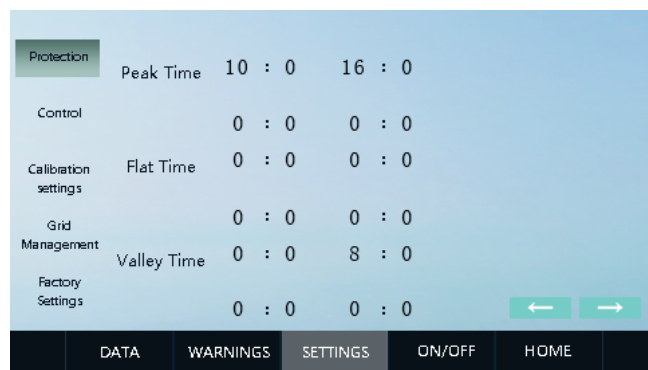 Protection
Peak Time 10 : 0 16 : 0
Control
0 : 0 0 : 0
Calibration
settings
Flat Time 0 : 0 0 : 0
Grid
Management
0 : 0 0 : 0
Valley Time 0 : 0 8 : 0
Factory
Settings
0 : 0 0 : 0
← →
DATA WARNINGS SETTINGS ON/OFF HOME